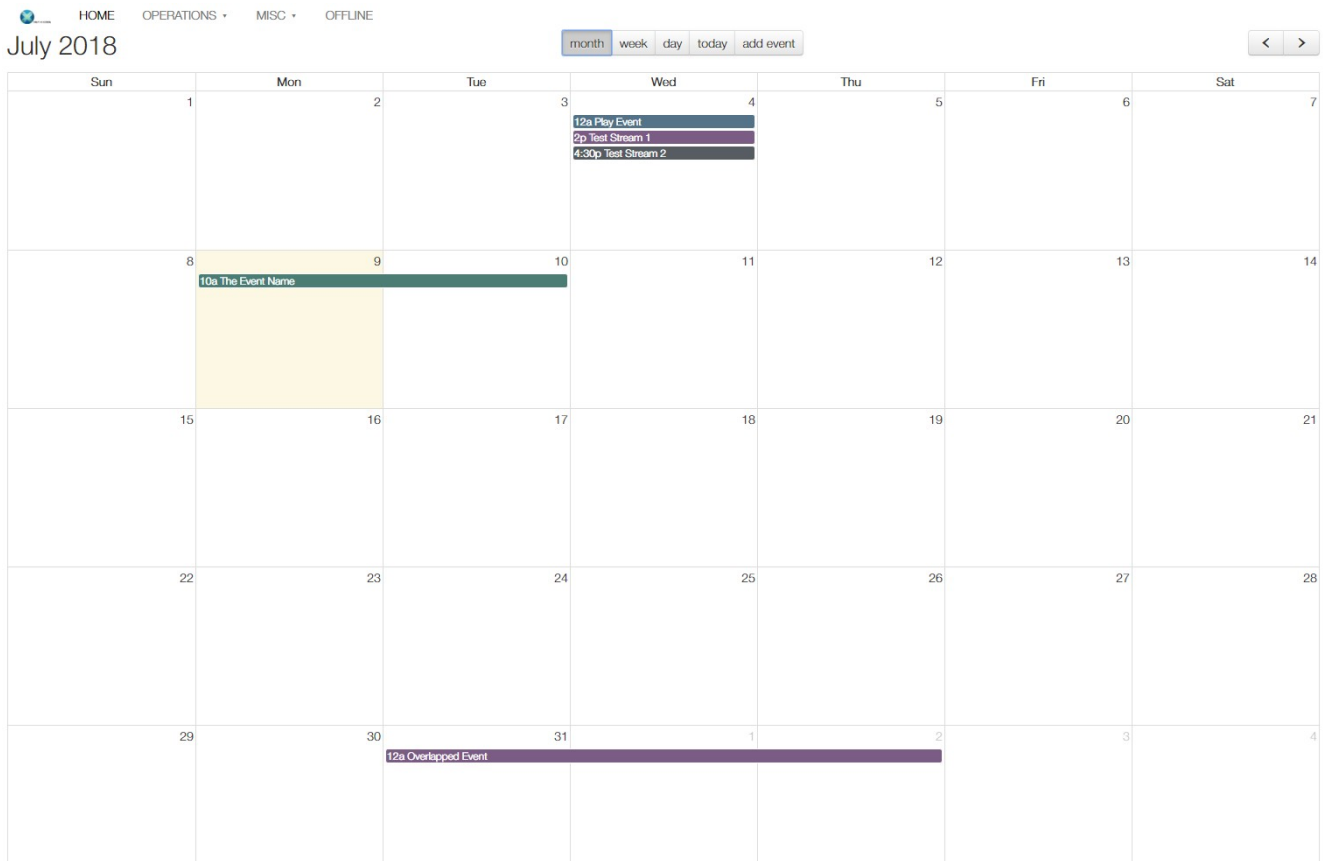 HOME OPERATIONS MISC OFFLINE
July 2018 month week day today add event
Sun Mon Tue Wed Thu Fri Sat
1 2 3 4 5 6 7
12a Play Event
2p Test Stream 1
4:30p Test Stream 2
8 9 10 11 12 13 14
10a The Event Name
15 16 17 18 19 20 21
22 23 24 25 26 27 28
29 30 31 1 2 3 4
12a Overlapped Event